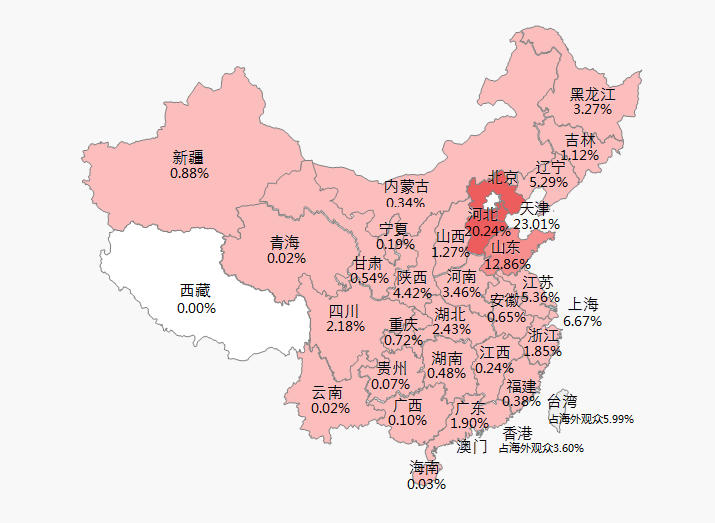 黑龙江
3.27%
吉林
1.12%
新疆
0.88%
辽宁
5.29%
北京
内蒙古
0.34%
天津
23.01%
河北
20.24%
宁夏
0.19%
山西
1.27%
青海
0.02%
山东
12.86%
甘肃
0.54%
陕西
4.42%
河南
3.46%
江苏
5.36%
西藏
0.00%
安徽
0.65%
上海
6.67%
四川
2.18%
湖北
2.43%
重庆
0.72%
浙江
1.85%
湖南
0.48%
江西
0.24%
贵州
0.07%
福建
0.38%
云南
0.02%
台湾
占海外观众5.99%
广西
0.10%
广东
1.90%
香港
占海外观众3.60%
澳门
海南
0.03%